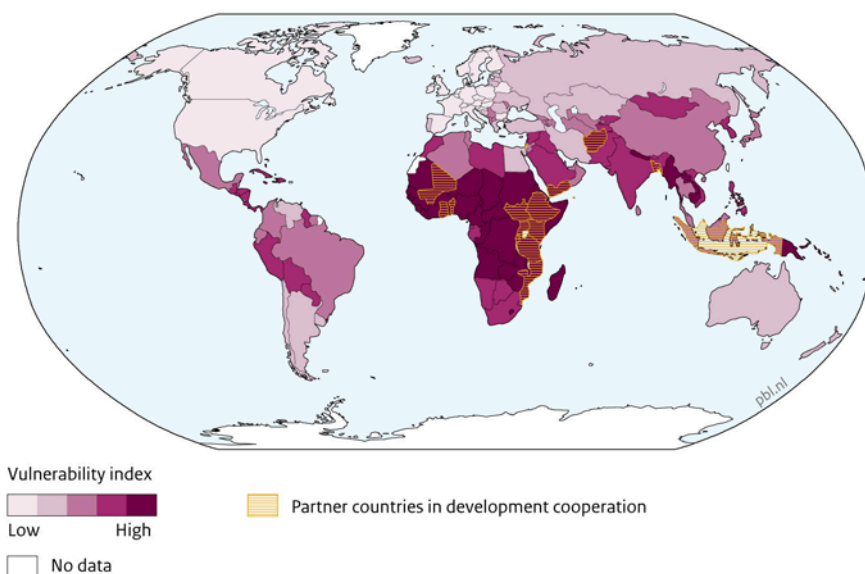 pbl.nl
Vulnerability index
Low High
Partner countries in development cooperation
No data